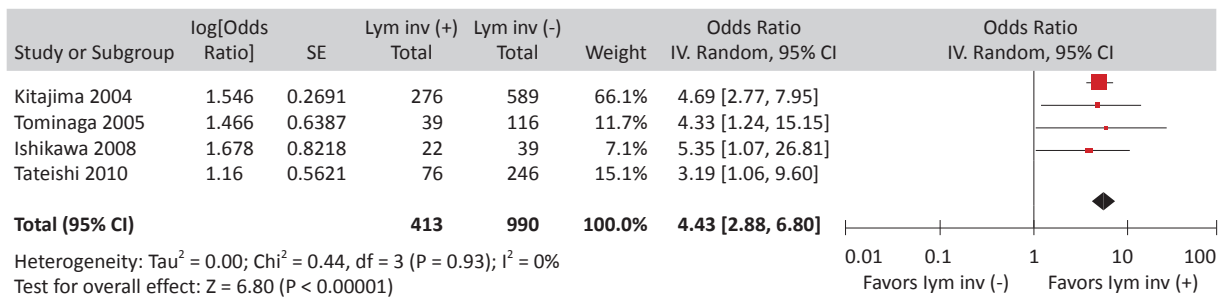 log[Odds Lym inv (+) Lym inv (-) Odds Ratio Odds Ratio
Study or Subgroup Ratio] SE Total Total Weight IV. Random, 95% CI IV. Random, 95% CI
Kitajima 2004 1.546 0.2691 276 589 66.1% 4.69 [2.77, 7.95]
Tominaga 2005 1.466 0.6387 39 116 11.7% 4.33 [1.24, 15.15]
Ishikawa 2008 1.678 0.8218 22 39 7.1% 5.35 [1.07, 26.81]
Tateishi 2010 1.16 0.5621 76 246 15.1% 3.19 [1.06, 9.60]
Total (95% CI) 413 990 100.0% 4.43 [2.88, 6.80]
Heterogeneity: Tau² = 0.00; Chi² = 0.44, df = 3 (P = 0.93); I² = 0% 0.01 0.1 1 10 100
Test for overall effect: Z = 6.80 (P < 0.00001) Favors lym inv (-) Favors lym inv (+)